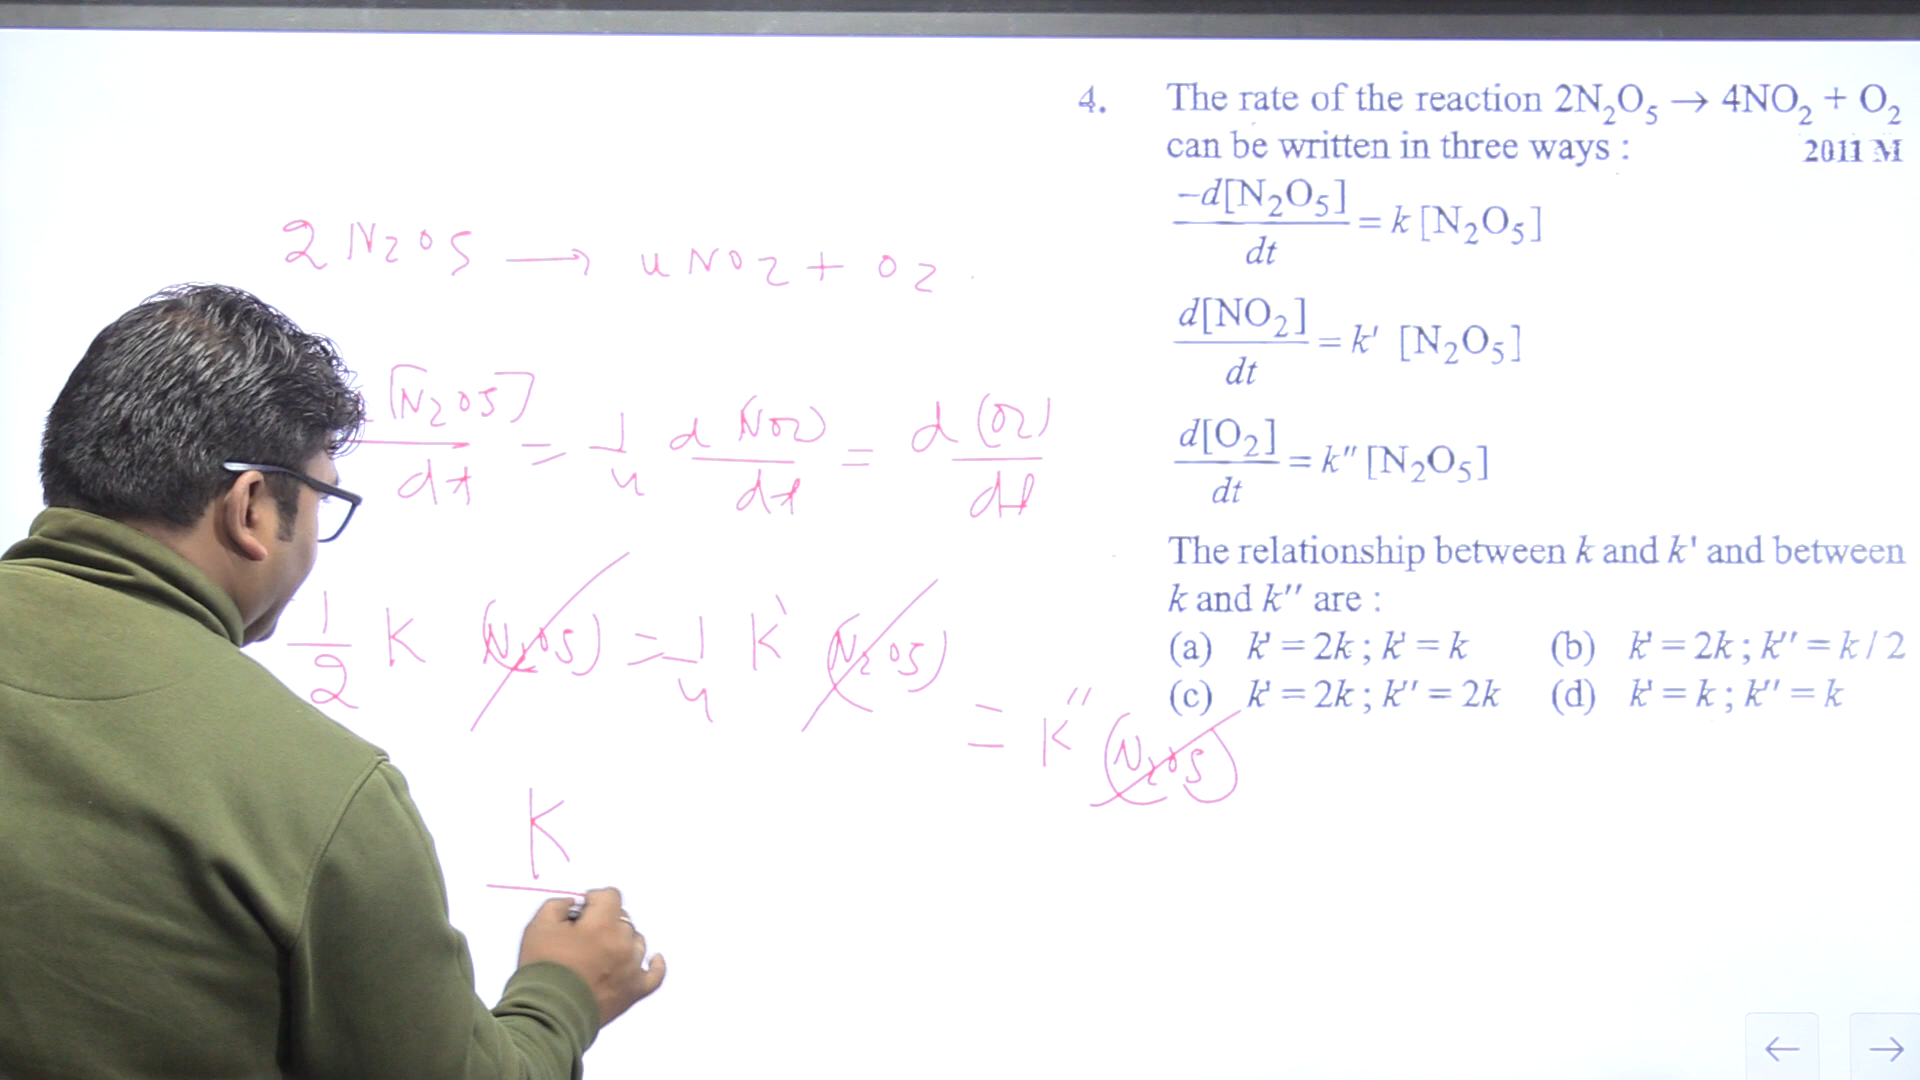 4. The rate of the reaction 2N₂O₅ → 4NO₂ + O₂
can be written in three ways : 2011 M
-d[N₂O₅]/dt = k [N₂O₅]
d[NO₂]/dt = k' [N₂O₅]
d[O₂]/dt = k'' [N₂O₅]
The relationship between k and k' and between
k and k'' are :
(a) k' = 2k ; k' = k (b) k' = 2k ; k'' = k / 2
(c) k' = 2k ; k'' = 2k (d) k' = k ; k'' = k
2 N₂O₅ → 4NO₂ + O₂
[N₂O₅]/dt = 1/4 d(NO₂)/dt = d(O₂)/dt
1/2 K (N₂O₅) = 1/4 K' (N₂O₅)
= K'' (N₂O₅)
K